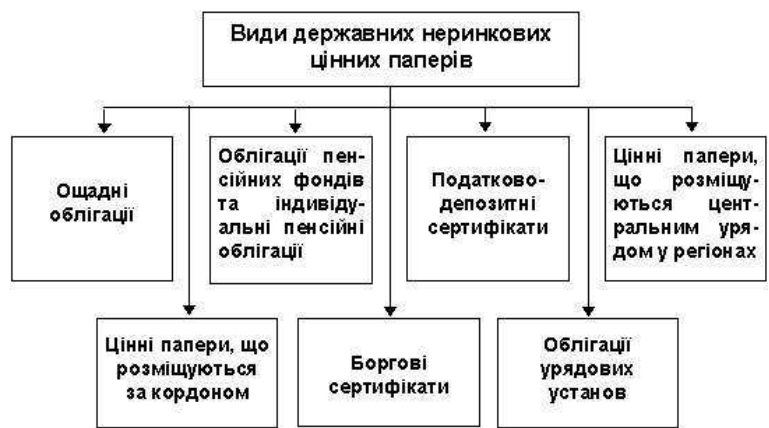 Види державних неринкових
цінних паперів
Ощадні
облігації
Облігації пен-
сійних фондів
та індивіду-
альні пенсійні
облігації
Податково-
депозитні
сертифікати
Цінні папери,
що розміщу-
ються цент-
ральним уря-
дом у регіонах
Цінні папери, що
розміщуються
за кордоном
Боргові
сертифікати
Облігації
урядових
установ